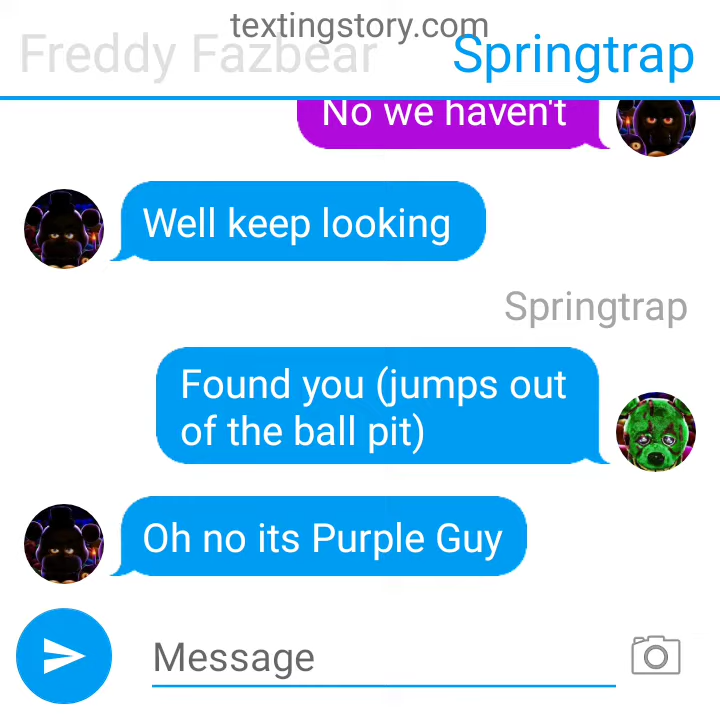 textingstory.com
Freddy Fazbear Springtrap
No we haven't
Well keep looking
Springtrap
Found you (jumps out
of the ball pit)
Oh no its Purple Guy
Message